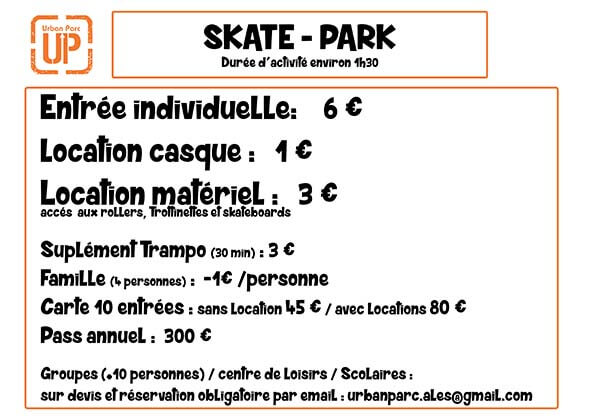 Urban Parc
UP
SKATE - PARK
Durée d'activité environ 1h30
Entrée individuelle: 6 €
Location casque : 1 €
Location matériel : 3 €
accés aux rollers, Trottinettes et skateboards
Suplément Trampo (30 min) : 3 €
Famille (4 personnes) : -1€ /personne
Carte 10 entrées : sans Location 45 € / avec Locations 80 €
Pass annuel : 300 €
Groupes (+10 personnes) / centre de Loisirs / Scolaires :
sur devis et réservation obligatoire par email : urbanparc.ales@gmail.com